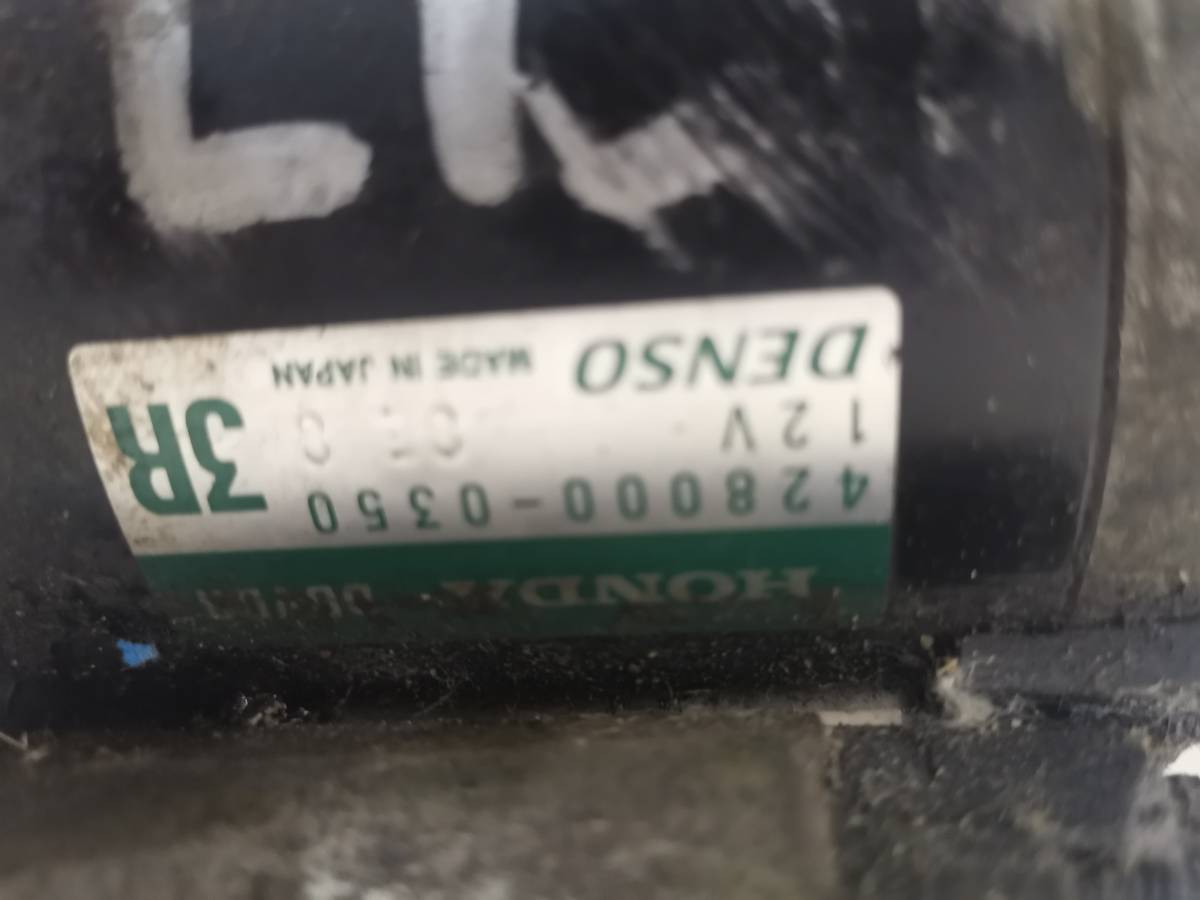 HONDA
428000-0350
12V
3R
DENSO MADE IN JAPAN